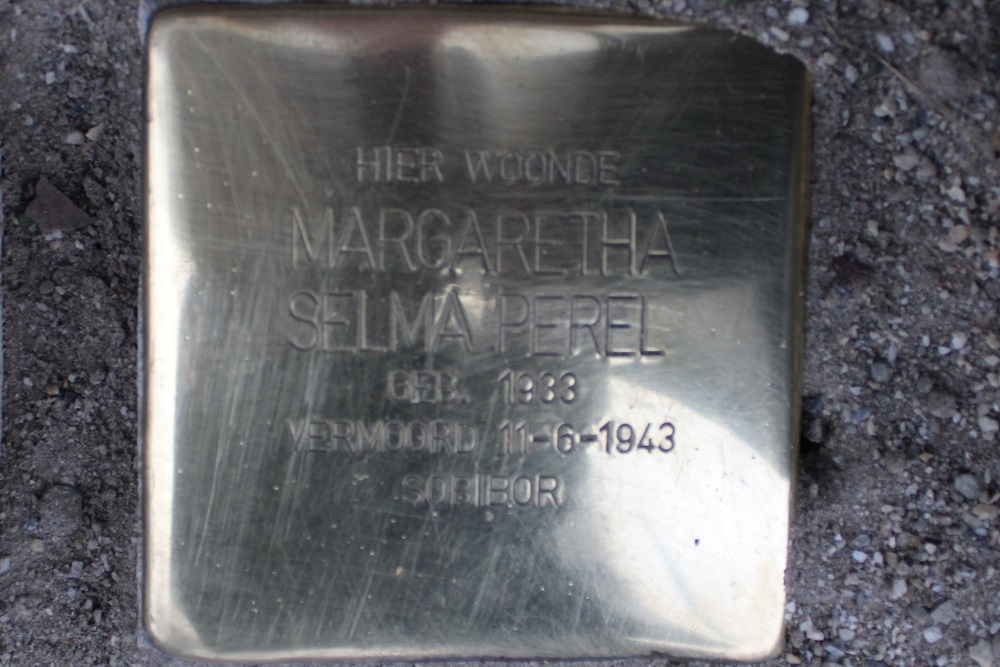 HIER WOONDE
MARGARETHA
SELMA PEREL
GEB. 1933
VERMOORD 11-6-1943
SOBIBOR